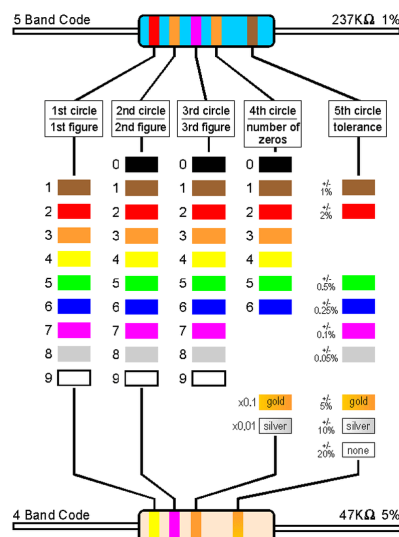 5 Band Code 237KΩ 1%
1st circle 2nd circle 3rd circle 4th circle 5th circle
1st figure 2nd figure 3rd figure number of zeros tolerance
0 0 0
1 1 1 1 +/- 1%
2 2 2 2 +/- 2%
3 3 3 3
4 4 4 4
5 5 5 5 +/- 0.5%
6 6 6 6 +/- 0.25%
7 7 7 +/- 0.1%
8 8 8 +/- 0.05%
9 9 9
x0.1 gold +/- 5% gold
x0,01 silver +/- 10% silver
+/- 20% none
4 Band Code 47KΩ 5%